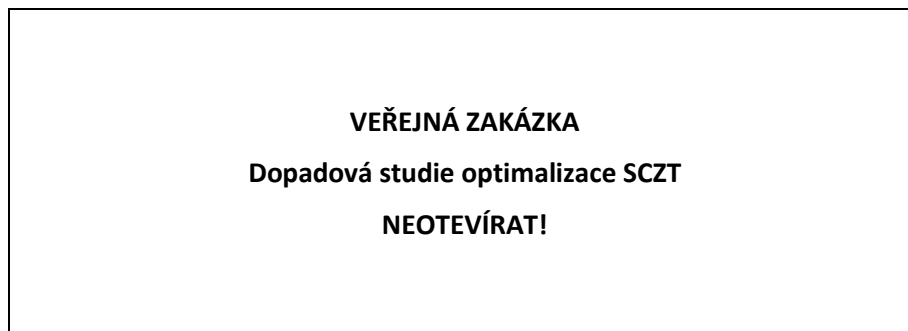 VEŘEJNÁ ZAKÁZKA
Dopadová studie optimalizace SCZT
NEOTEVÍRAT!